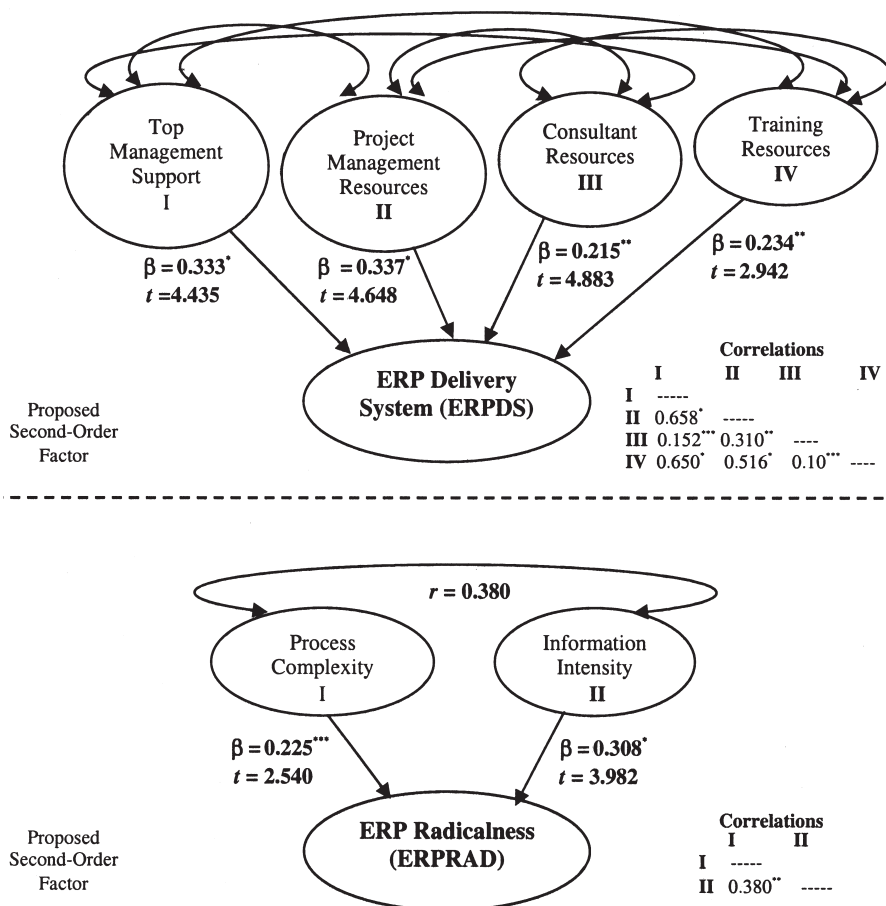 Top
Management
Support
I
Project
Management
Resources
II
Consultant
Resources
III
Training
Resources
IV
β = 0.333*
t = 4.435
β = 0.337*
t = 4.648
β = 0.215**
t = 4.883
β = 0.234**
t = 2.942
ERP Delivery
System (ERPDS)
Proposed
Second-Order
Factor
Correlations
I II III IV
I -----
II 0.658* -----
III 0.152*** 0.310** ----
IV 0.650* 0.516* 0.10*** ----
r = 0.380
Process
Complexity
I
Information
Intensity
II
β = 0.225***
t = 2.540
β = 0.308*
t = 3.982
ERP Radicalness
(ERPRAD)
Proposed
Second-Order
Factor
Correlations
I II
I -----
II 0.380** -----